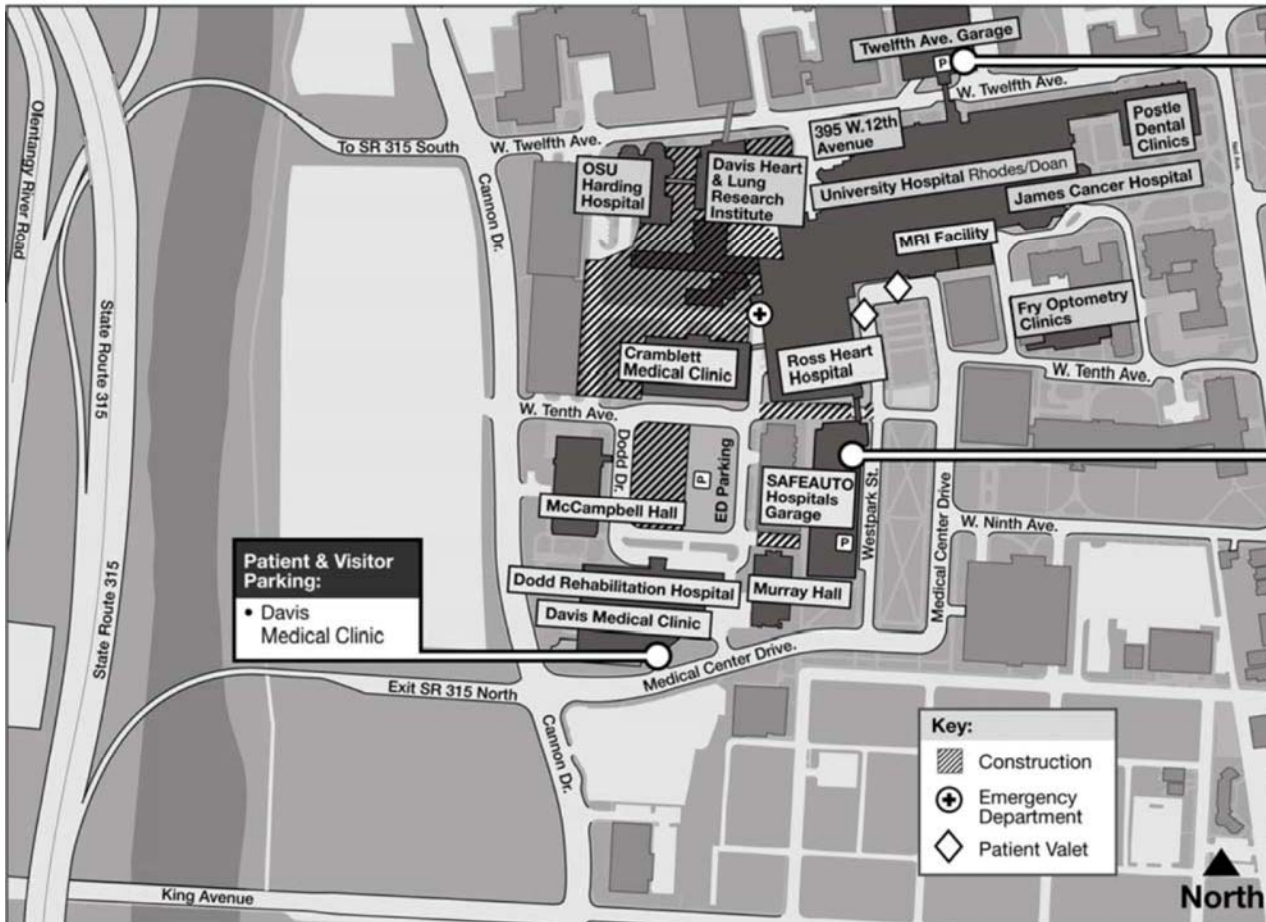 Twelfth Ave. Garage
P
W. Twelfth Ave.
395 W.12th
Avenue
Postle
Dental
Clinics
Olentangy River Road
To SR 315 South
W. Twelfth Ave.
Cannon Dr.
OSU
Harding
Hospital
Davis Heart
& Lung
Research
Institute
University Hospital Rhodes/Doan
James Cancer Hospital
MRI Facility
State Route 315
Fry Optometry
Clinics
Cramblett
Medical Clinic
Ross Heart
Hospital
W. Tenth Ave.
W. Tenth Ave.
Dodd Dr.
P
ED Parking
SAFEAUTO
Hospitals
Garage
P
Westpark St.
Medical Center Drive
McCampbell Hall
W. Ninth Ave.
Patient & Visitor
Parking:
• Davis
Medical Clinic
State Route 315
Dodd Rehabilitation Hospital
Murray Hall
Davis Medical Clinic
Medical Center Drive.
Exit SR 315 North
Cannon Dr.
Key:
Construction
Emergency
Department
Patient Valet
King Avenue
North